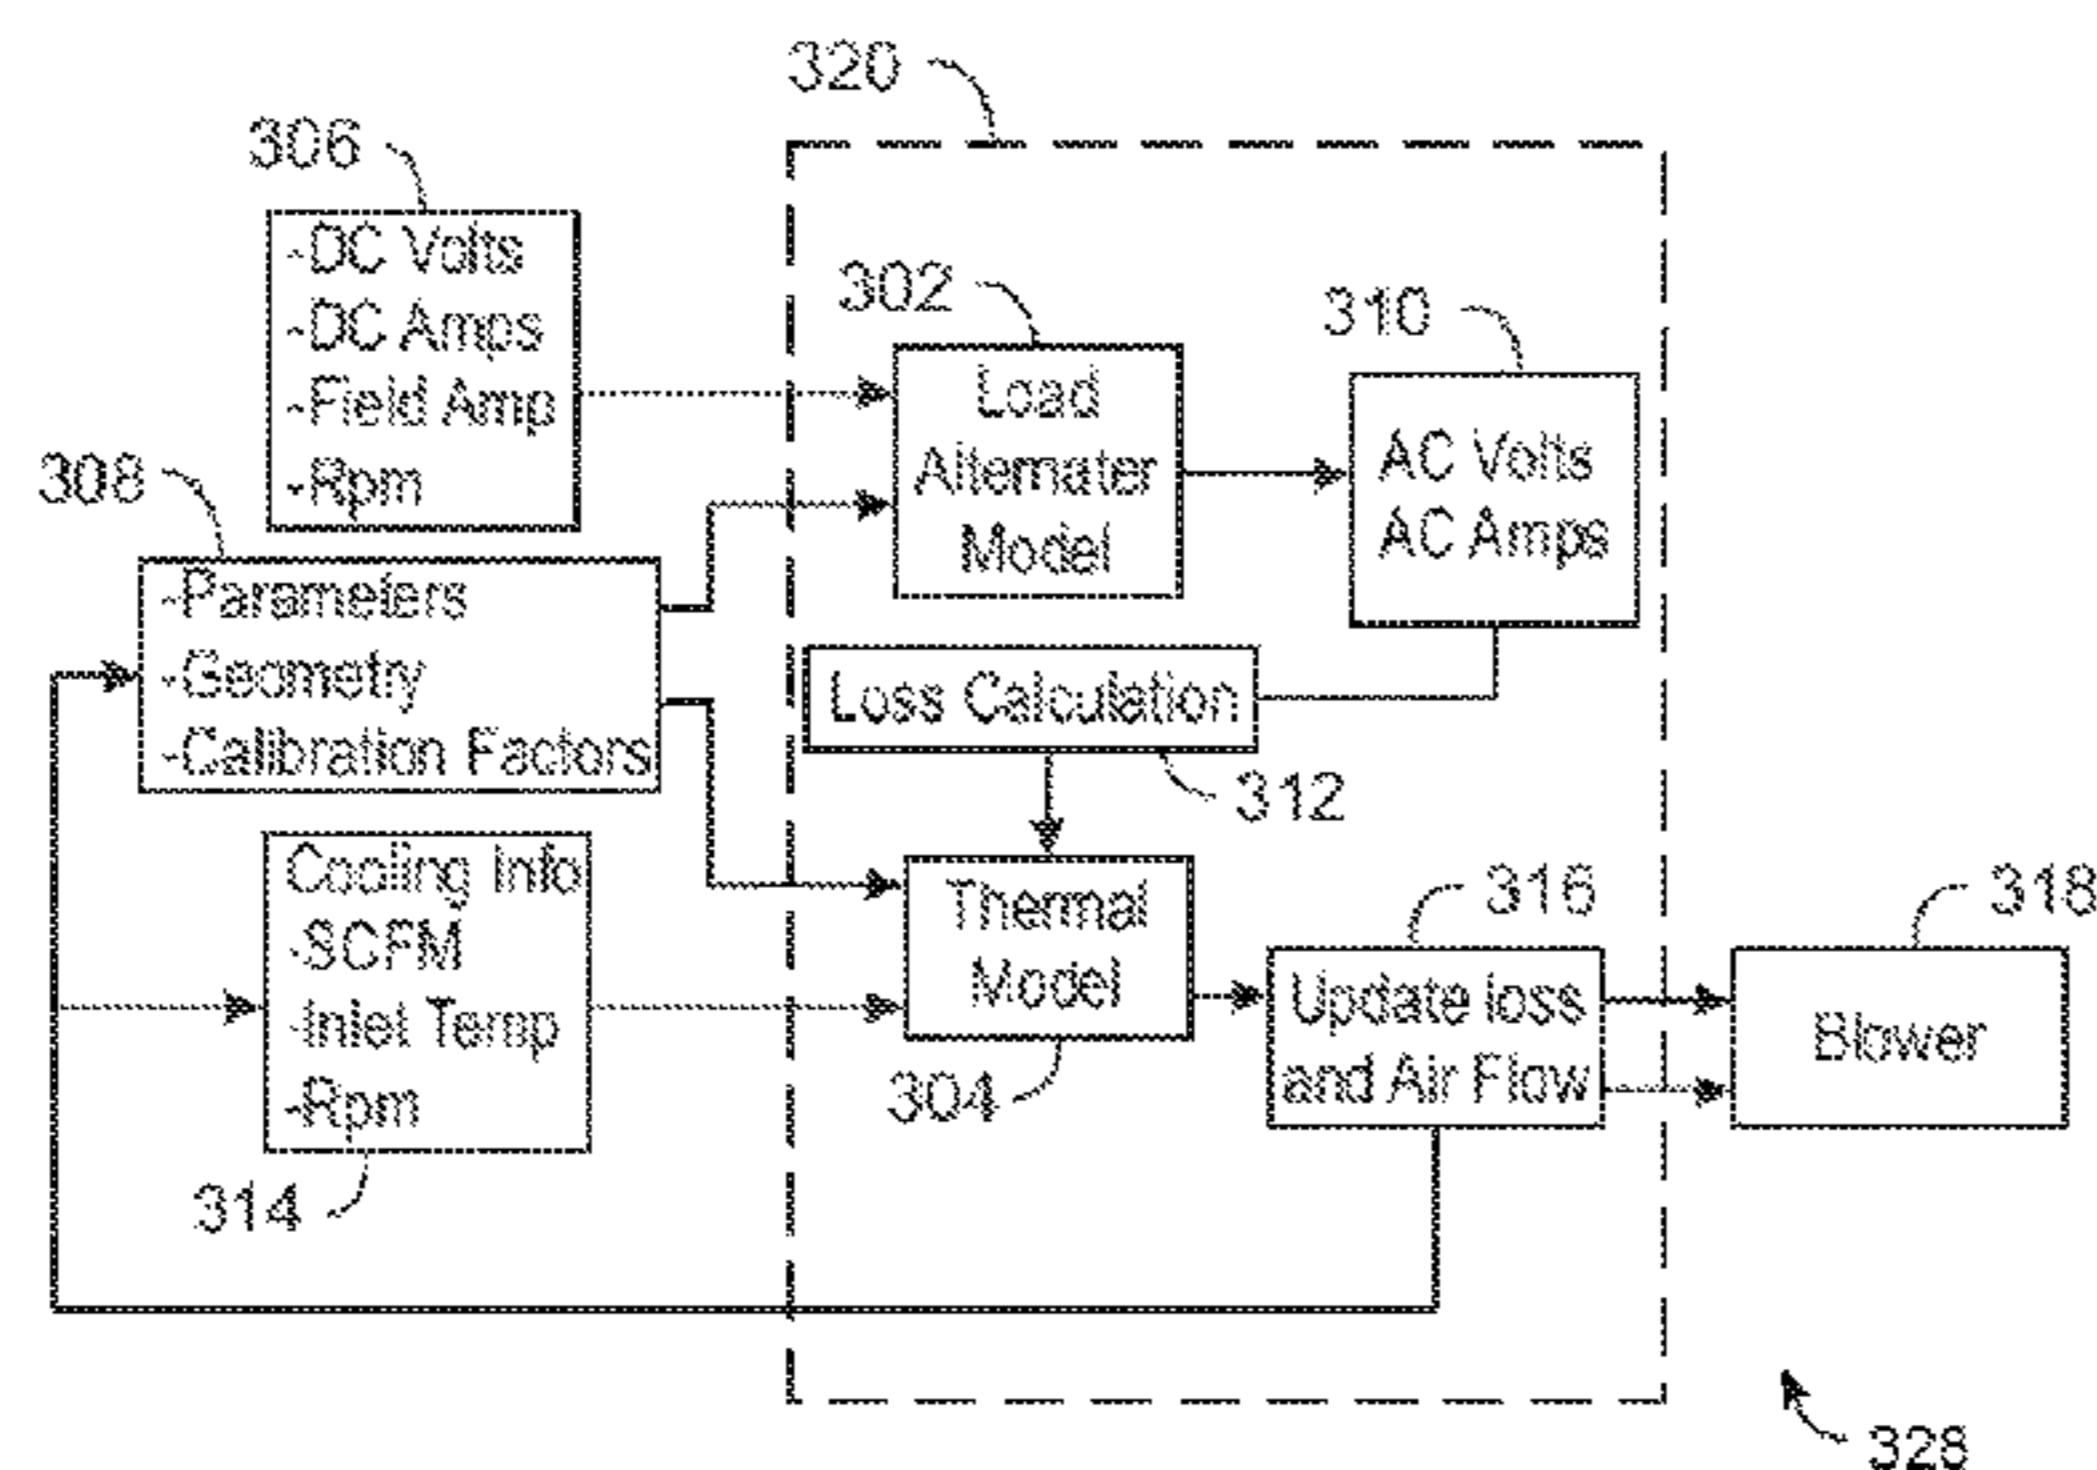 320
306
-DC Volts
-DC Amps
-Field Amp
-Rpm
302
Load
Alternater
Model
310
AC Volts
AC Amps
308
-Parameters
-Geometry
-Calibration Factors
Loss Calculation
312
Cooling Info
-SCFM
-Inlet Temp
-Rpm
314
Thermal
Model
304
316
Update loss
and Air Flow
318
Blower
328